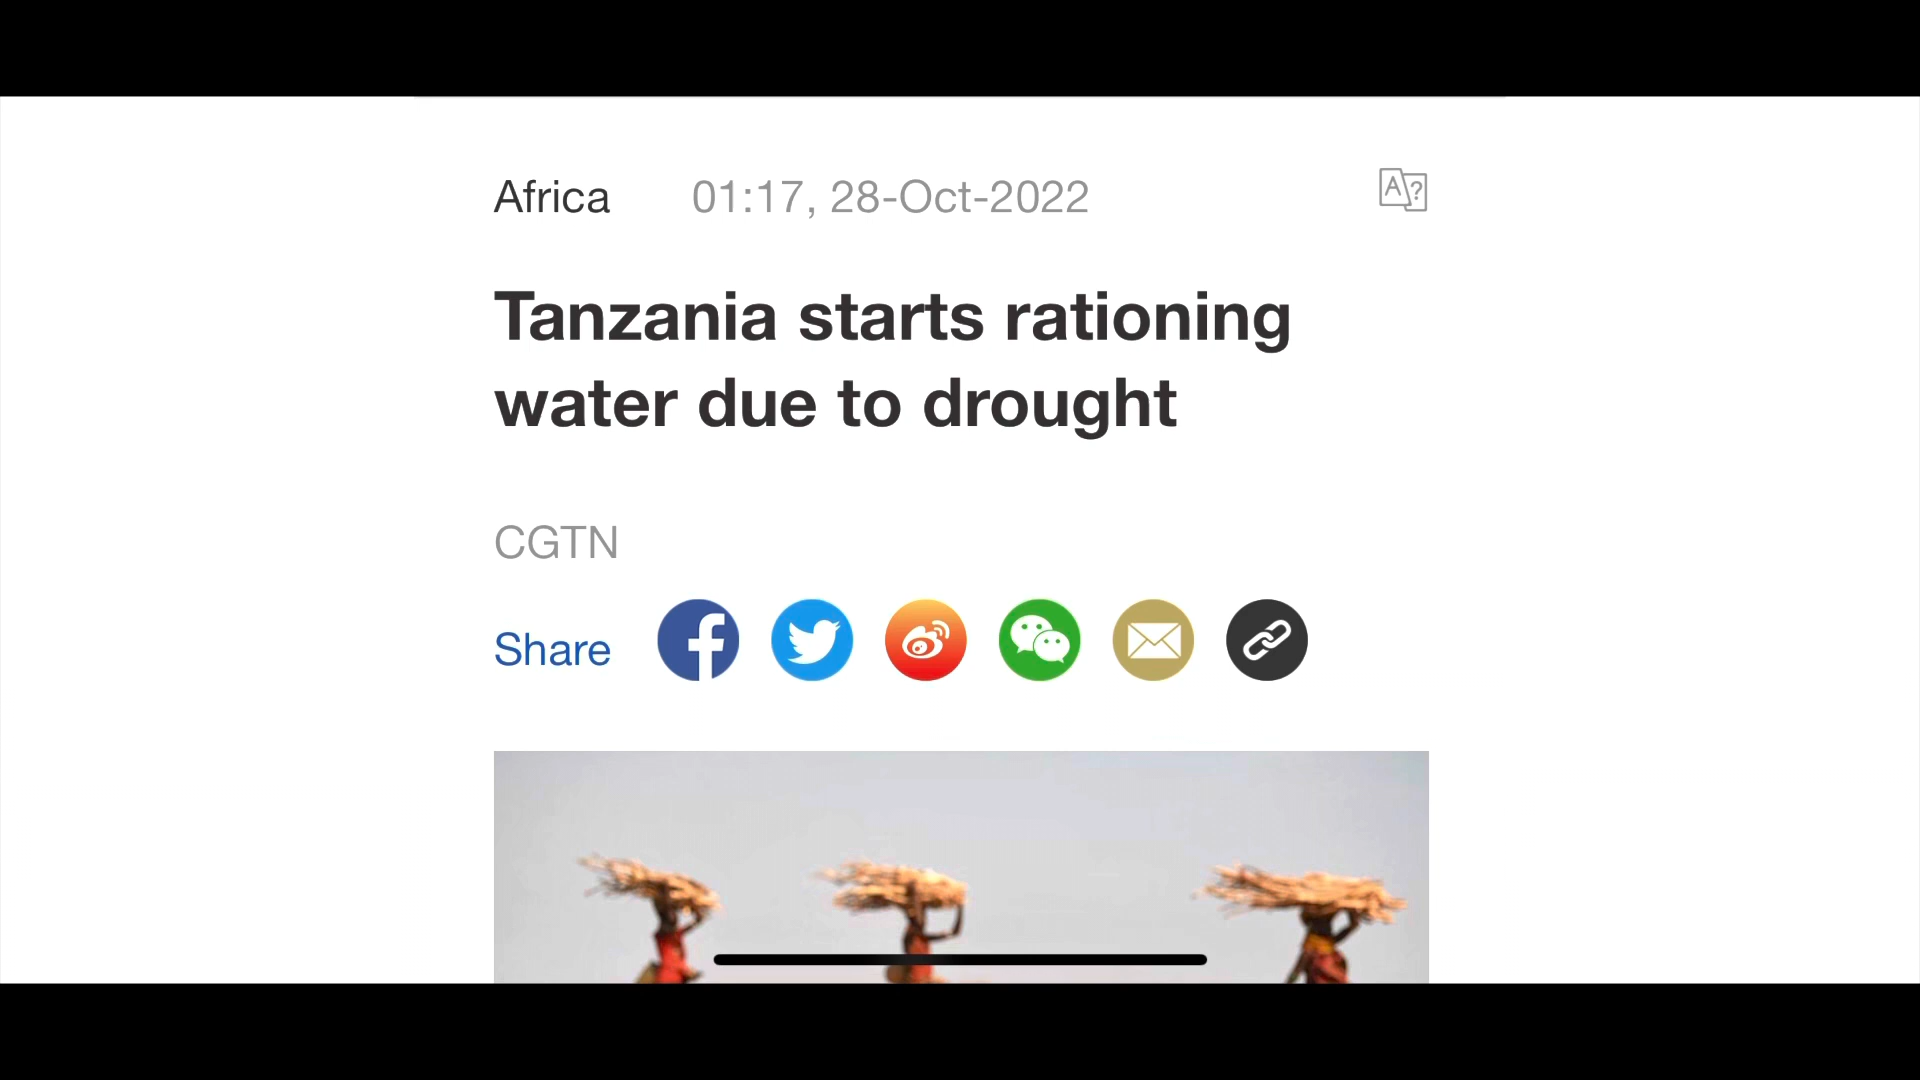 Africa 01:17, 28-Oct-2022
Tanzania starts rationing
water due to drought
CGTN
Share